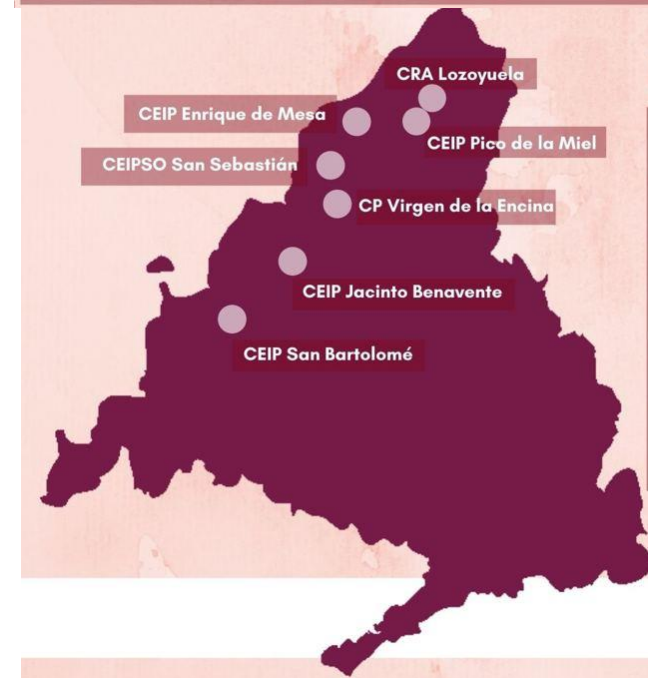 CRA Lozoyuela
CEIP Enrique de Mesa
CEIP Pico de la Miel
CEIPSO San Sebastián
CP Virgen de la Encina
CEIP Jacinto Benavente
CEIP San Bartolomé